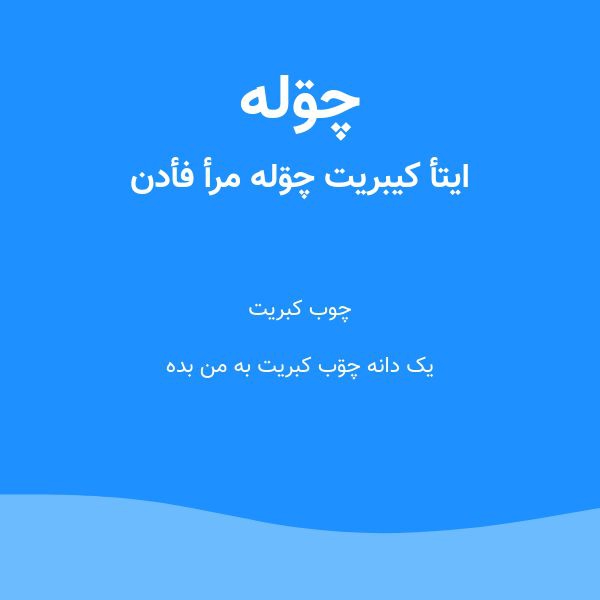 چۊله
ایتأ کیبریت چۊله مرأ فأدن
چوب کبریت
یک دانه چۊب کبریت به من بده